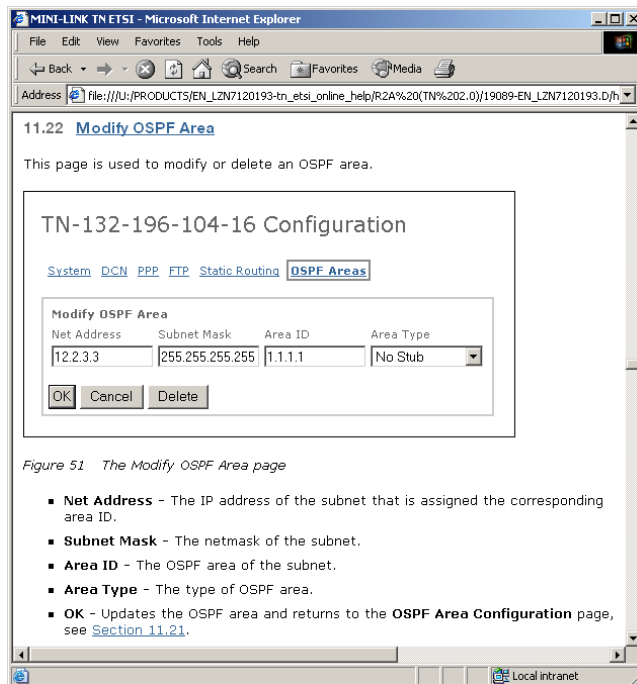 MINI-LINK TN ETSI - Microsoft Internet Explorer
File Edit View Favorites Tools Help
Back Search Favorites Media
Address file:///U:/PRODUCTS/EN_LZN7120193-tn_etsi_online_help/R2A%20(TN%202.0)/19089-EN_LZN7120193.D/h
11.22 Modify OSPF Area
This page is used to modify or delete an OSPF area.
TN-132-196-104-16 Configuration
System DCN PPP FTP Static Routing OSPF Areas
Modify OSPF Area
Net Address Subnet Mask Area ID Area Type
12.2.3.3 255.255.255.255 1.1.1.1 No Stub
OK Cancel Delete
Figure 51 The Modify OSPF Area page
▪ Net Address - The IP address of the subnet that is assigned the corresponding
area ID.
▪ Subnet Mask - The netmask of the subnet.
▪ Area ID - The OSPF area of the subnet.
▪ Area Type - The type of OSPF area.
▪ OK - Updates the OSPF area and returns to the OSPF Area Configuration page,
see Section 11.21.
Local intranet